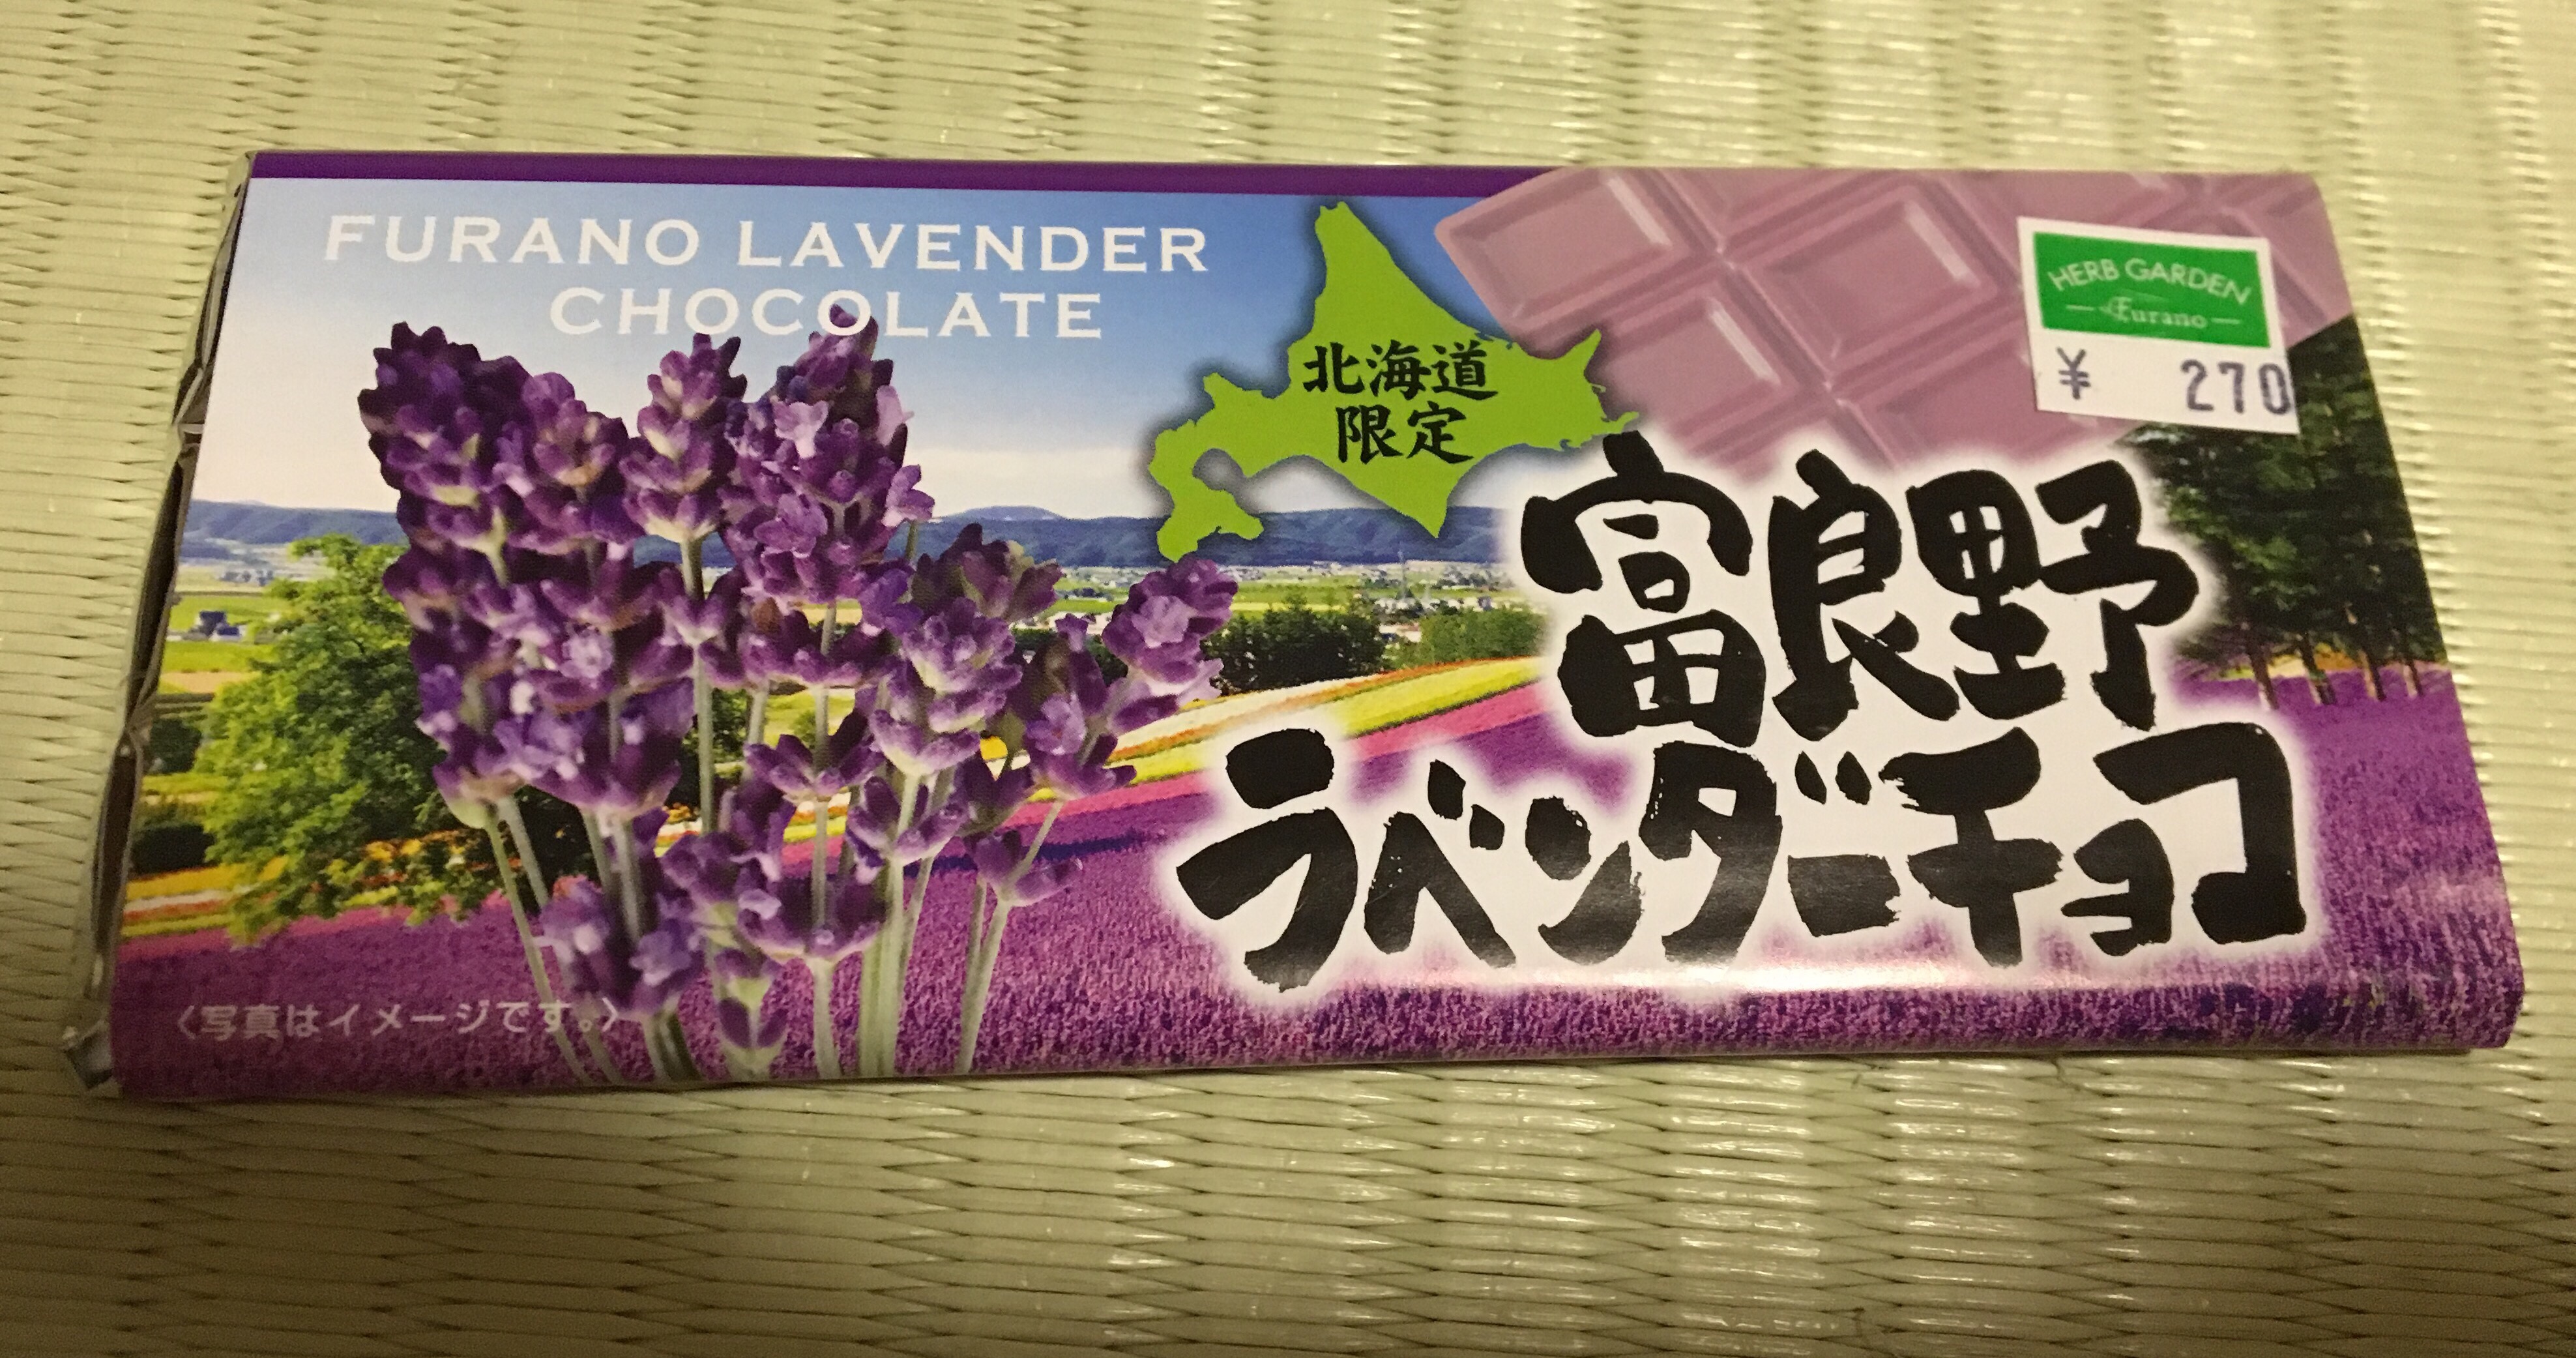 FURANO LAVENDER
CHOCOLATE
北海道
限定
HERB GARDEN
Furano
¥ 270
富良野
ラベンダーチョコ
〈写真はイメージです。〉